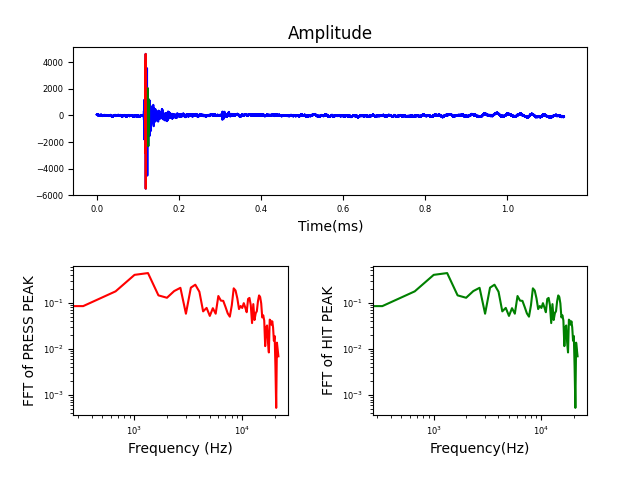 Amplitude
4000
2000
0
−2000
−4000
−6000
0.0 0.2 0.4 0.6 0.8 1.0
Time(ms)
FFT of PRESS PEAK
10⁻¹
10⁻²
10⁻³
10³ 10⁴
Frequency (Hz)
FFT of HIT PEAK
10⁻¹
10⁻²
10⁻³
10³ 10⁴
Frequency(Hz)